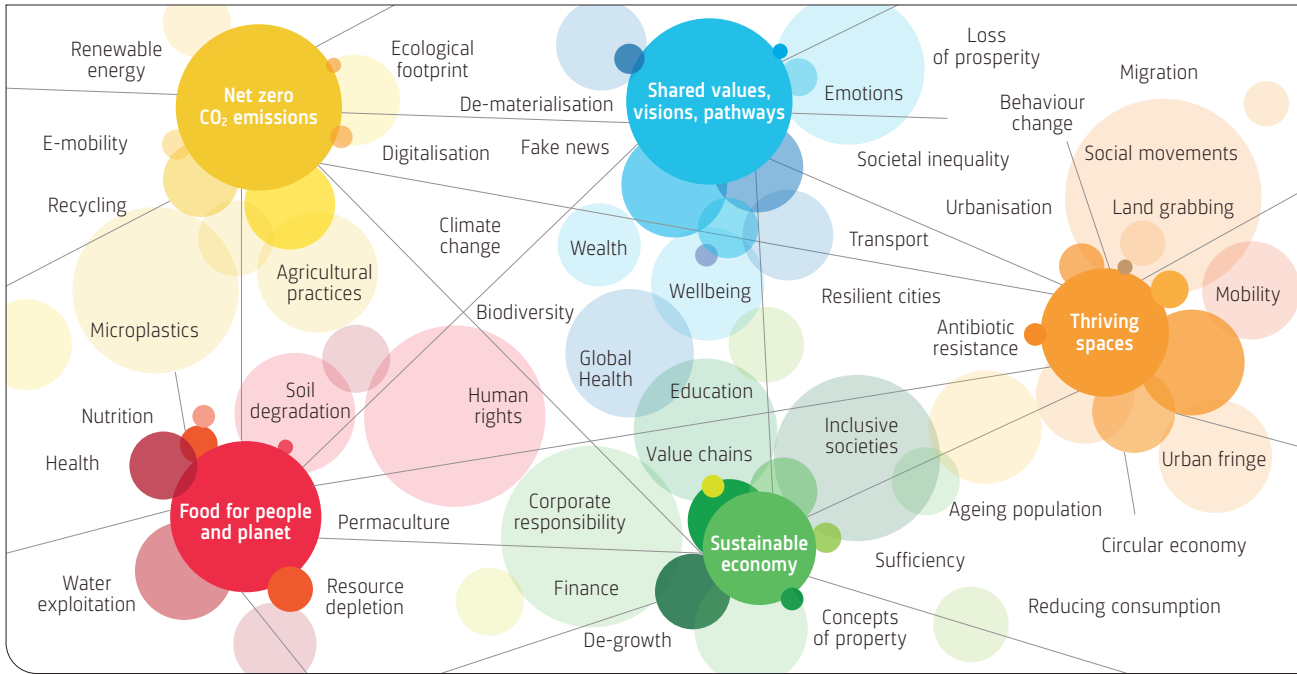 Renewable
energy
Net zero
CO₂ emissions
E-mobility
Recycling
Ecological
footprint
Digitalisation
De-materialisation
Fake news
Shared values,
visions, pathways
Emotions
Loss
of prosperity
Migration
Behaviour
change
Social movements
Societal inequality
Urbanisation
Land grabbing
Climate
change
Wealth
Transport
Agricultural
practices
Microplastics
Wellbeing
Resilient cities
Mobility
Biodiversity
Antibiotic
resistance
Thriving
spaces
Global
Health
Soil
degradation
Human
rights
Education
Nutrition
Health
Inclusive
societies
Value chains
Urban fringe
Food for people
and planet
Permaculture
Corporate
responsibility
Ageing population
Circular economy
Sustainable
economy
Sufficiency
Water
exploitation
Resource
depletion
Finance
De-growth
Concepts
of property
Reducing consumption